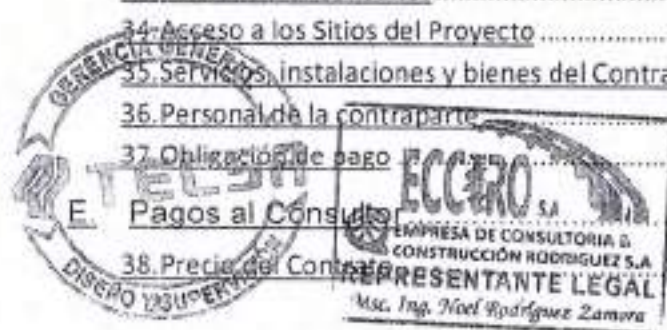 34. Acceso a los Sitios del Proyecto ..................
35. Servicios, instalaciones y bienes del Contra
36. Personal de la contraparte
37. Obligación de pago
E. Pagos al Consultor
38. Precio del Contrato
GERENCIA GENERAL
TELSA
DISEÑO Y SUPERVISIÓN
ECCIRO S.A
EMPRESA DE CONSULTORIA &
CONSTRUCCIÓN RODRIGUEZ S.A
REPRESENTANTE LEGAL
Msc. Ing. Noel Rodríguez Zamora